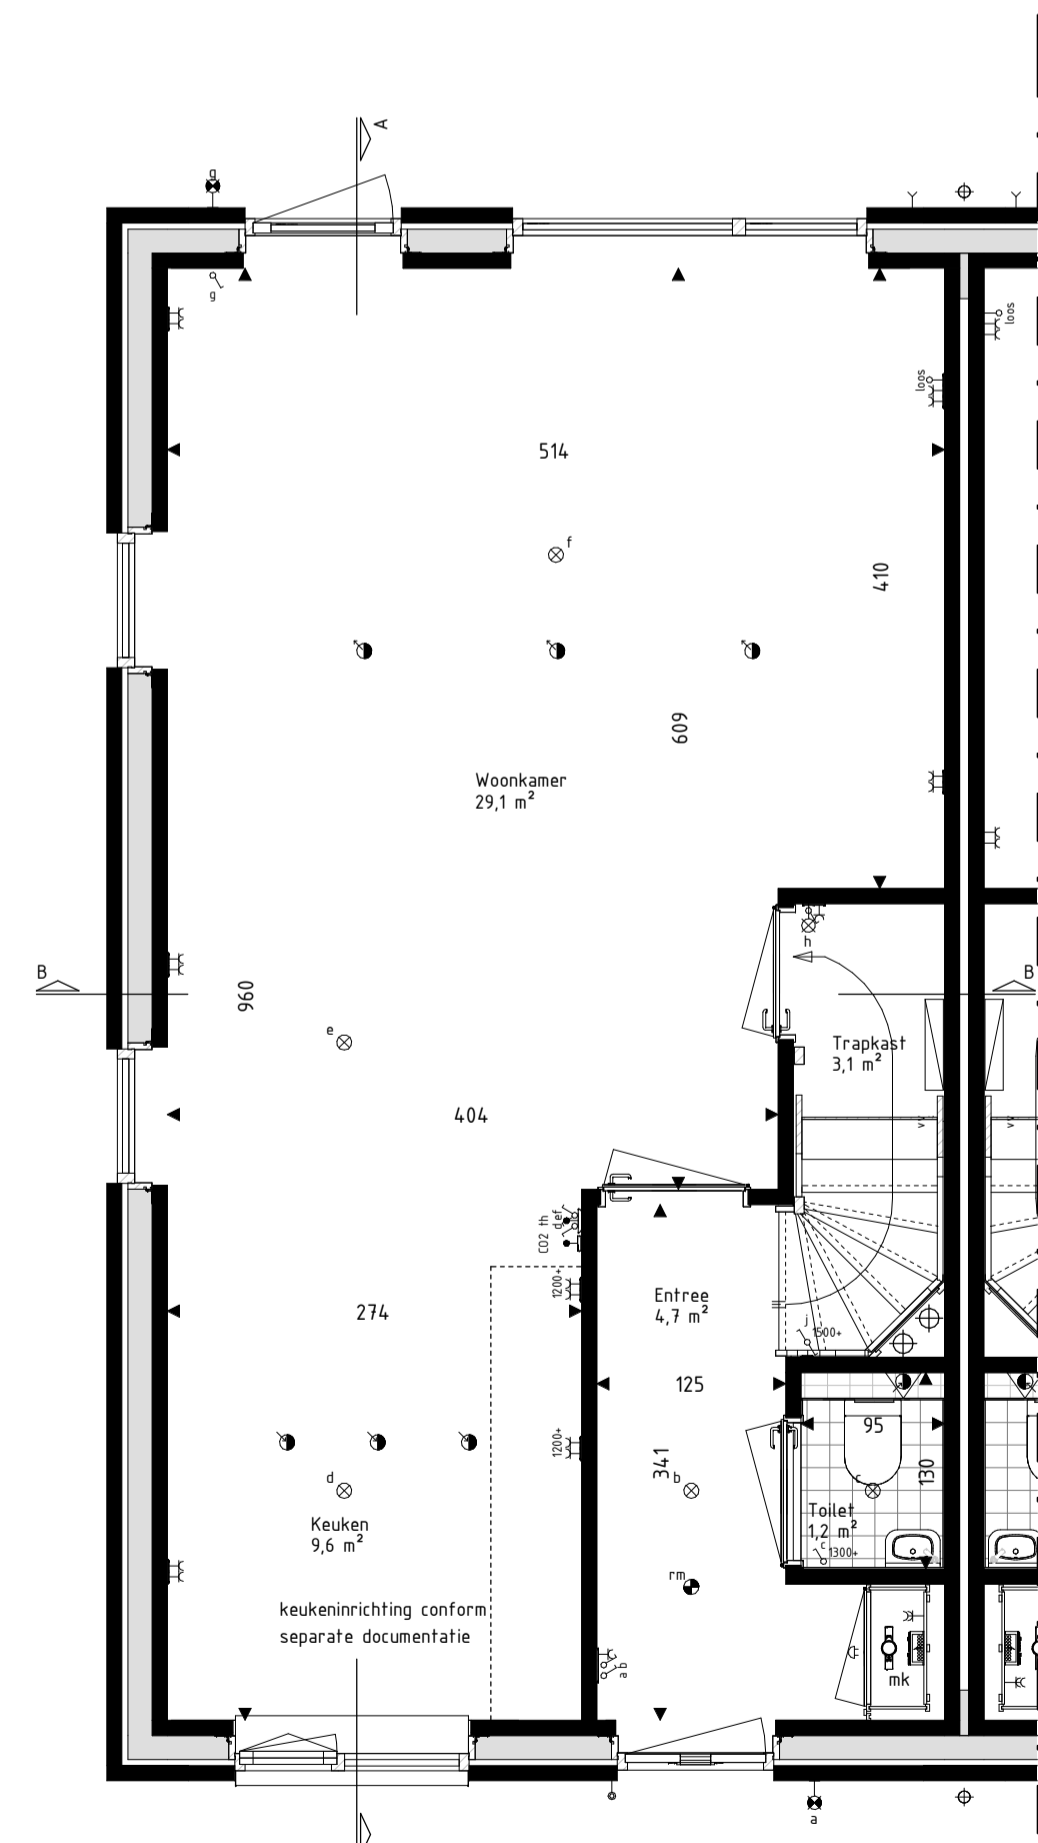 A
g
g
loos
loos
514
f
410
609
Woonkamer
29,1 m²
h
B
B
960
e
Trapkast
3,1 m²
404
CO2 th
d ef
1200+
Entree
4,7 m²
274
j
1500+
125
95
1200+
341
130
b
c
d
Keuken
9,6 m²
Toilet
1,2 m²
c
1300+
rm
keukeninrichting conform
separate documentatie
a b
mk
a